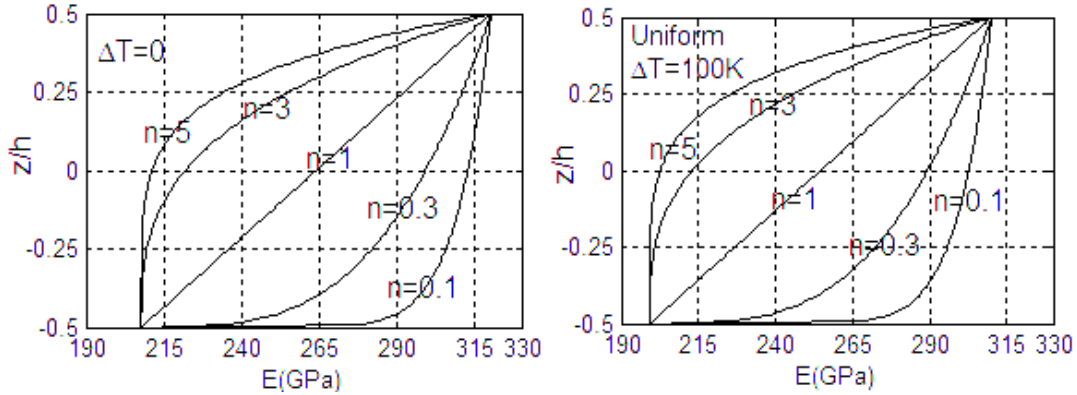 0.5
ΔT=0
0.25
n=5
n=3
z/h
0
n=1
n=0.3
-0.25
n=0.1
-0.5
190 215 240 265 290 315 330
E(GPa)
0.5
Uniform
ΔT=100K
0.25
n=3
n=5
z/h
0
n=1
n=0.1
-0.25
n=0.3
-0.5
190 215 240 265 290 315 330
E(GPa)